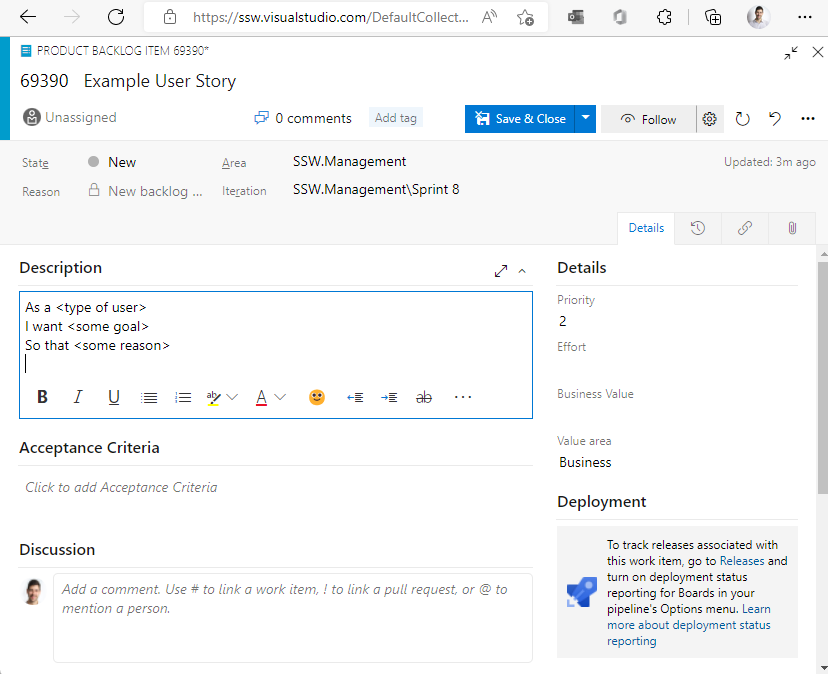 https://ssw.visualstudio.com/DefaultCollect...
PRODUCT BACKLOG ITEM 69390*
69390 Example User Story
Unassigned
0 comments
Add tag
Save & Close
Follow
State
New
Area
SSW.Management
Updated: 3m ago
Reason
New backlog ...
Iteration
SSW.Management\Sprint 8
Details
Description
As a <type of user>
I want <some goal>
So that <some reason>
B I U ab A ab ...
Acceptance Criteria
Click to add Acceptance Criteria
Discussion
Add a comment. Use # to link a work item, ! to link a pull request, or @ to
mention a person.
Details
Priority
2
Effort
Business Value
Value area
Business
Deployment
To track releases associated with
this work item, go to Releases and
turn on deployment status
reporting for Boards in your
pipeline's Options menu. Learn
more about deployment status
reporting